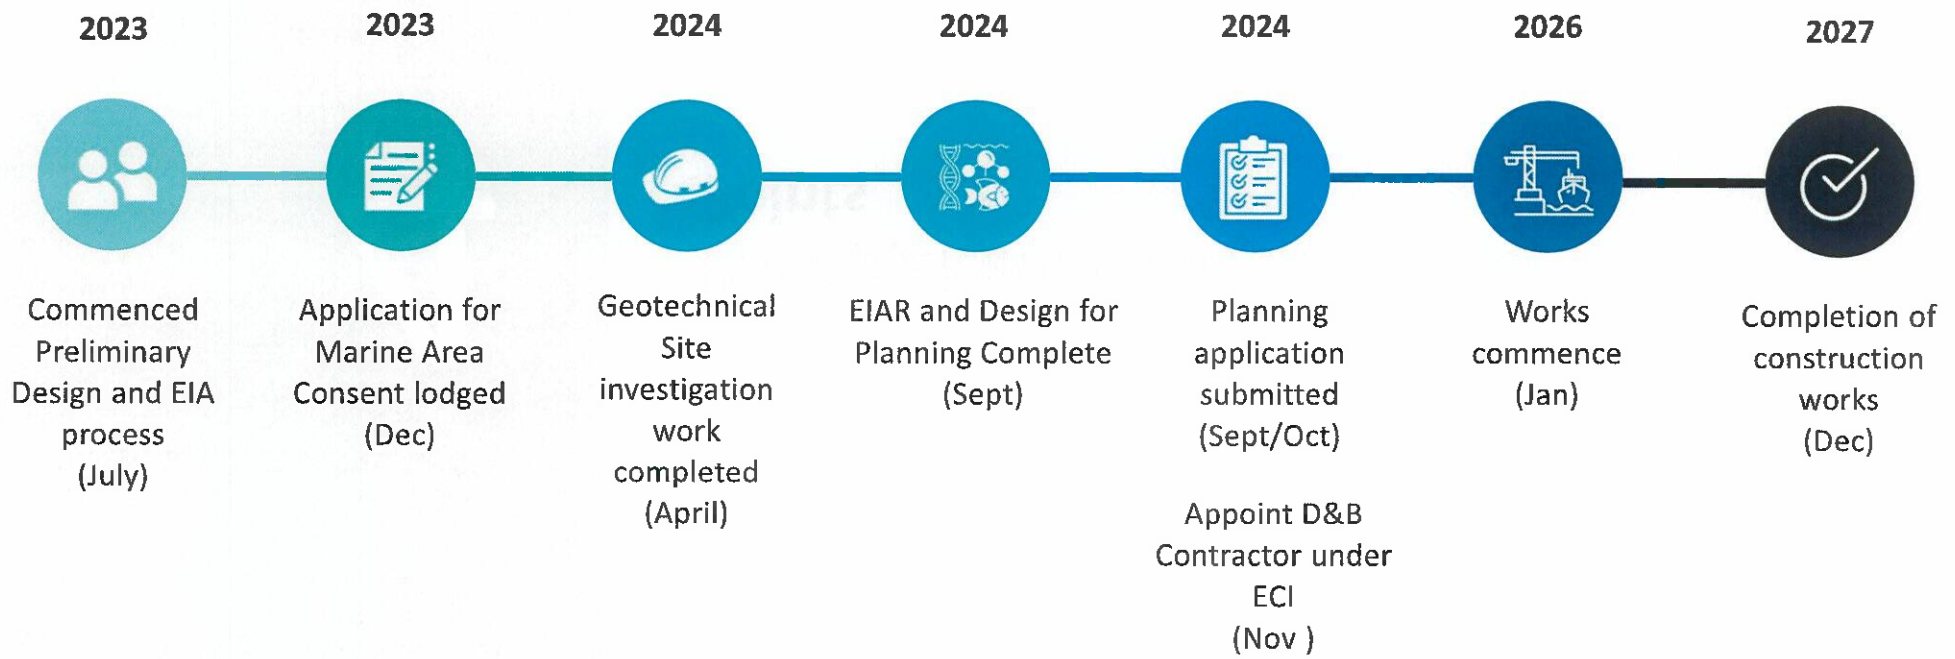 2023
Commenced
Preliminary
Design and EIA
process
(July)
2023
Application for
Marine Area
Consent lodged
(Dec)
2024
Geotechnical
Site
investigation
work
completed
(April)
2024
EIAR and Design for
Planning Complete
(Sept)
2024
Planning
application
submitted
(Sept/Oct)
Appoint D&B
Contractor under
ECI
(Nov )
2026
Works
commence
(Jan)
2027
Completion of
construction
works
(Dec)